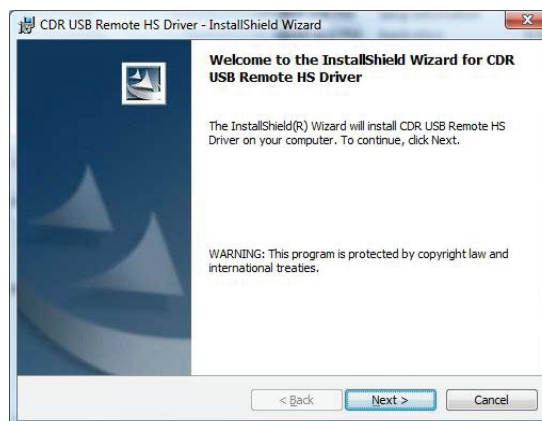 CDR USB Remote HS Driver - InstallShield Wizard
Welcome to the InstallShield Wizard for CDR
USB Remote HS Driver
The InstallShield(R) Wizard will install CDR USB Remote HS
Driver on your computer. To continue, click Next.
WARNING: This program is protected by copyright law and
international treaties.
< Back Next > Cancel